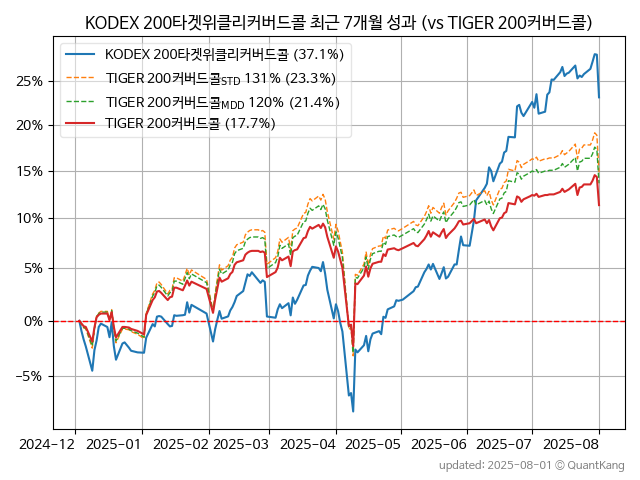 KODEX 200타겟위클리커버드콜 최근 7개월 성과 (vs TIGER 200커버드콜)
KODEX 200타겟위클리커버드콜 (37.1%)
TIGER 200커버드콜STD 131% (23.3%)
TIGER 200커버드콜MDD 120% (21.4%)
TIGER 200커버드콜 (17.7%)
25%
20%
15%
10%
5%
0%
−5%
2024-12 2025-01 2025-02 2025-03 2025-04 2025-05 2025-06 2025-07 2025-08
updated: 2025-08-01 © QuantKang